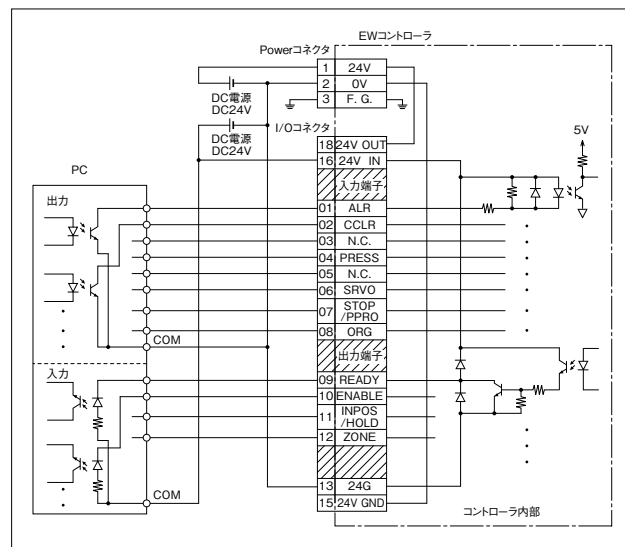 EWコントローラ
Powerコネクタ
1 24V
2 0V
3 F. G.
DC電源
DC24V
DC電源
DC24V
I/Oコネクタ
18 24V OUT
16 24V IN
5V
PC
入力端子
出力
01 ALR
02 CCLR
03 N.C.
04 PRESS
05 N.C.
06 SRVO
07 STOP
/PPRO
08 ORG
COM
出力端子
入力
09 READY
10 ENABLE
11 INPOS
/HOLD
12 ZONE
13 24G
COM
15 24V GND
コントローラ内部